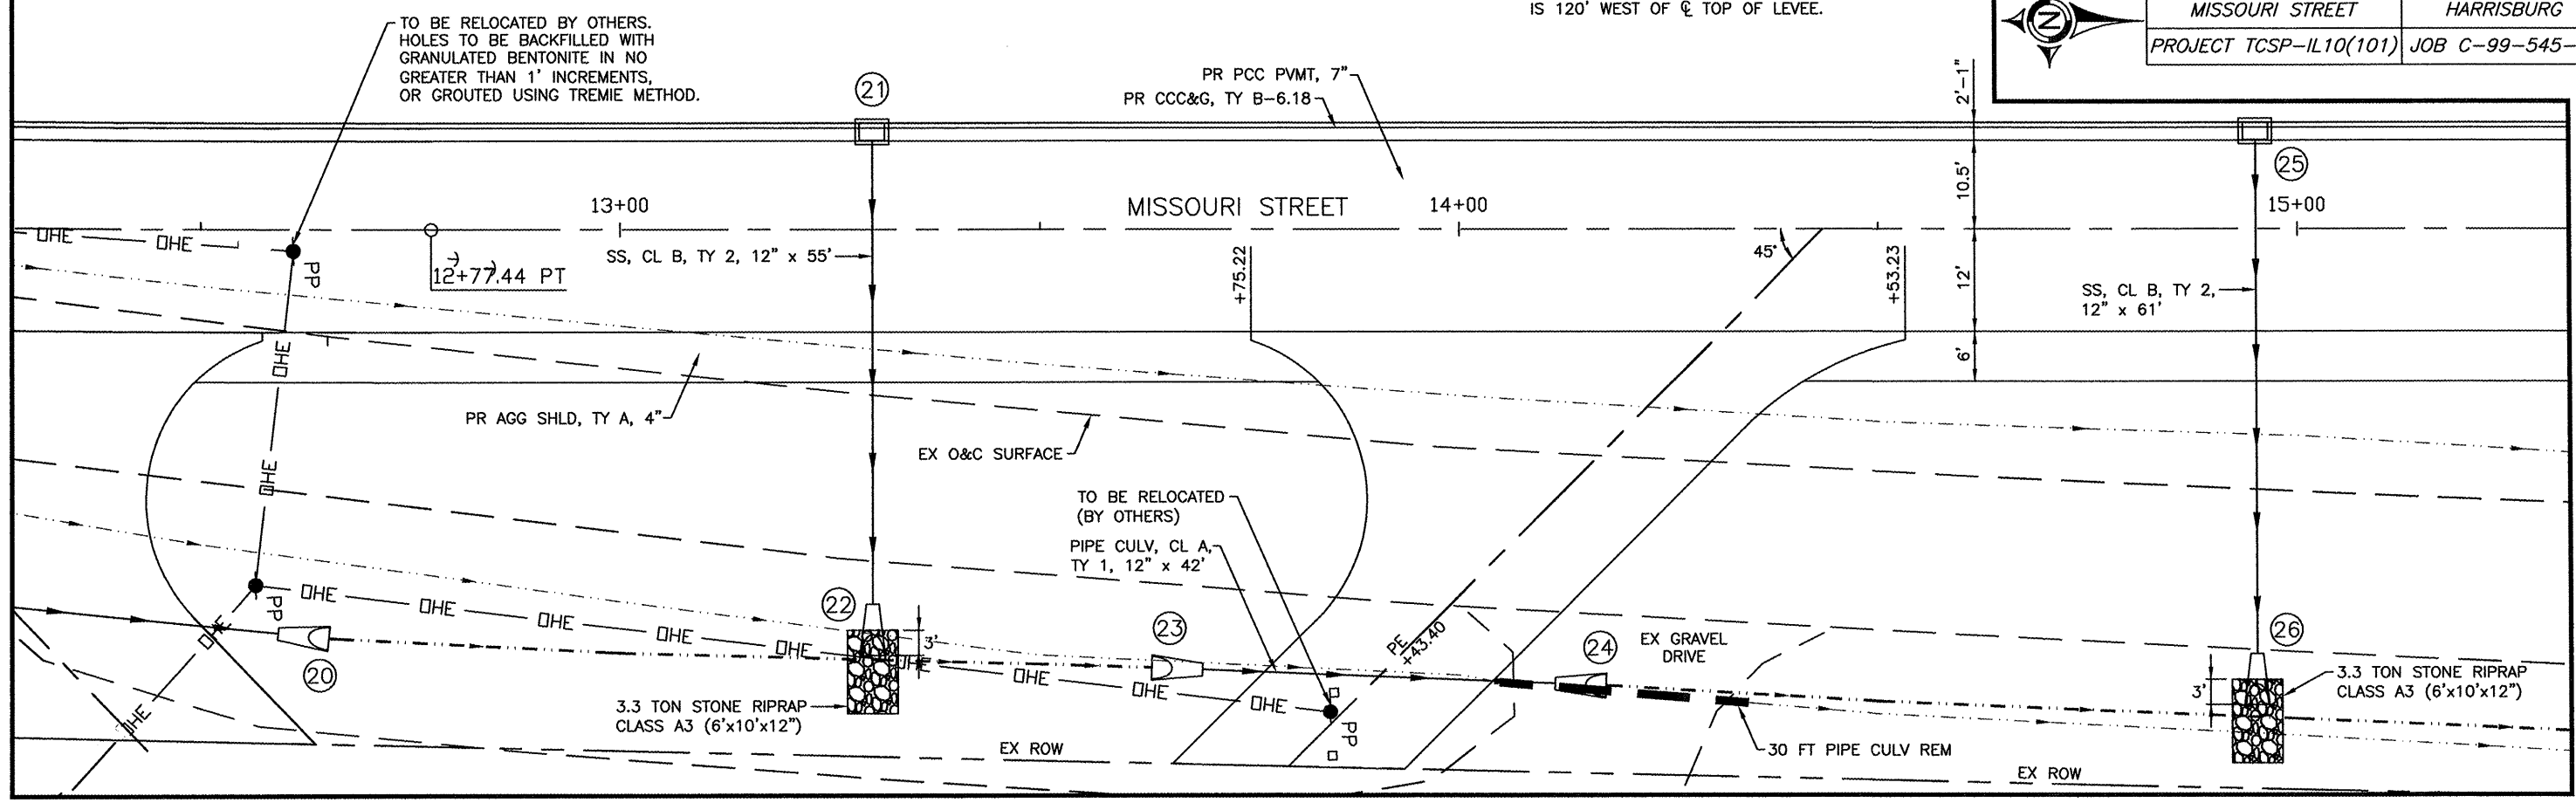 TO BE RELOCATED BY OTHERS.
HOLES TO BE BACKFILLED WITH
GRANULATED BENTONITE IN NO
GREATER THAN 1' INCREMENTS,
OR GROUTED USING TREMIE METHOD.
IS 120' WEST OF ℄ TOP OF LEVEE.
N
MISSOURI STREET HARRISBURG
PROJECT TCSP-IL10(101) JOB C-99-545-
21
PR PCC PVMT, 7"
PR CCC&G, TY B-6.18
2'-1"
25
10.5'
13+00
MISSOURI STREET
14+00
15+00
OHE OHE
PP
12+77.44 PT
SS, CL B, TY 2, 12" x 55'
+75.22
45°
+53.23
12'
SS, CL B, TY 2,
12" x 61'
6'
OHE
OHE
PR AGG SHLD, TY A, 4"
EX O&C SURFACE
TO BE RELOCATED
(BY OTHERS)
PIPE CULV, CL A,
TY 1, 12" x 42'
PP
OHE OHE OHE OHE OHE OHE OHE OHE OHE
OHE
OHE
20
22
3'
23
PE
+43.40
24
EX GRAVEL
DRIVE
26
3'
3.3 TON STONE RIPRAP
CLASS A3 (6'x10'x12")
3.3 TON STONE RIPRAP
CLASS A3 (6'x10'x12")
PP
EX ROW
30 FT PIPE CULV REM
EX ROW